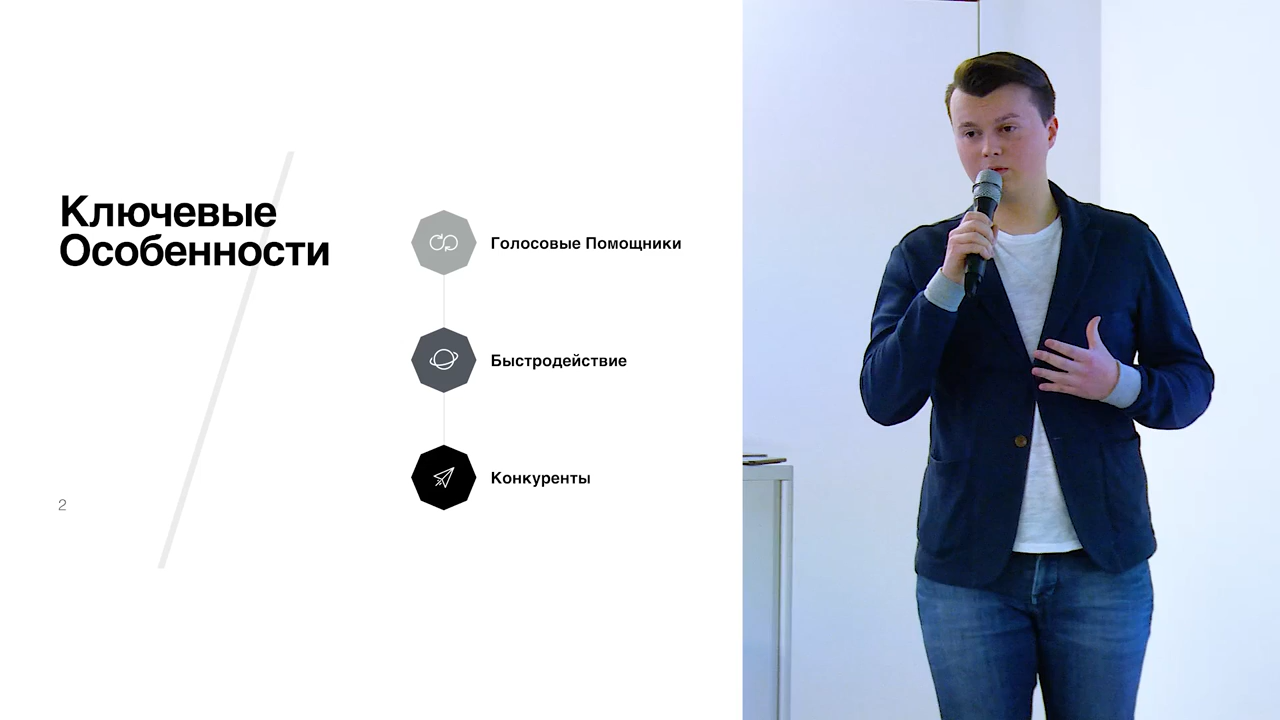 Ключевые
Особенности
Голосовые Помощники
Быстродействие
Конкуренты
2